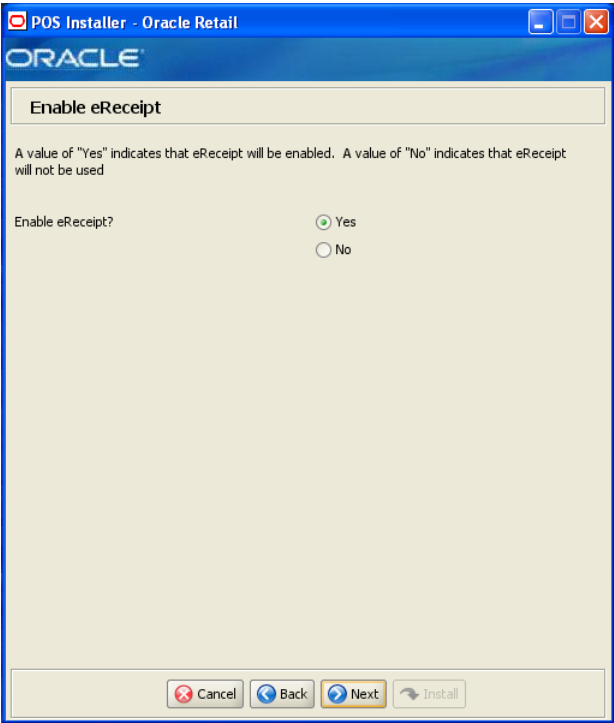 POS Installer - Oracle Retail
ORACLE
Enable eReceipt
A value of "Yes" indicates that eReceipt will be enabled. A value of "No" indicates that eReceipt
will not be used
Enable eReceipt?
Yes
No
Cancel
Back
Next
Install